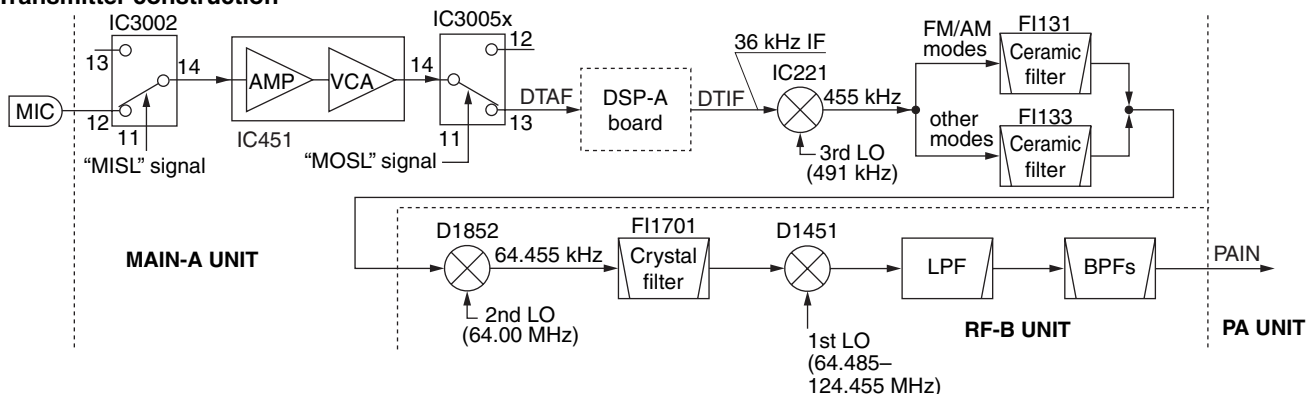 Transmitter construction
IC3002
13
14
12
11
MIC
"MISL" signal
AMP
VCA
IC451
IC3005x
12
14
11
13
"MOSL" signal
DTAF
DSP-A
board
DTIF
36 kHz IF
IC221
455 kHz
3rd LO
(491 kHz)
FM/AM
modes
FI131
Ceramic
filter
other
modes
FI133
Ceramic
filter
MAIN-A UNIT
D1852
64.455 kHz
2nd LO
(64.00 MHz)
FI1701
Crystal
filter
D1451
1st LO
(64.485–
124.455 MHz)
LPF
BPFs
PAIN
RF-B UNIT
PA UNIT